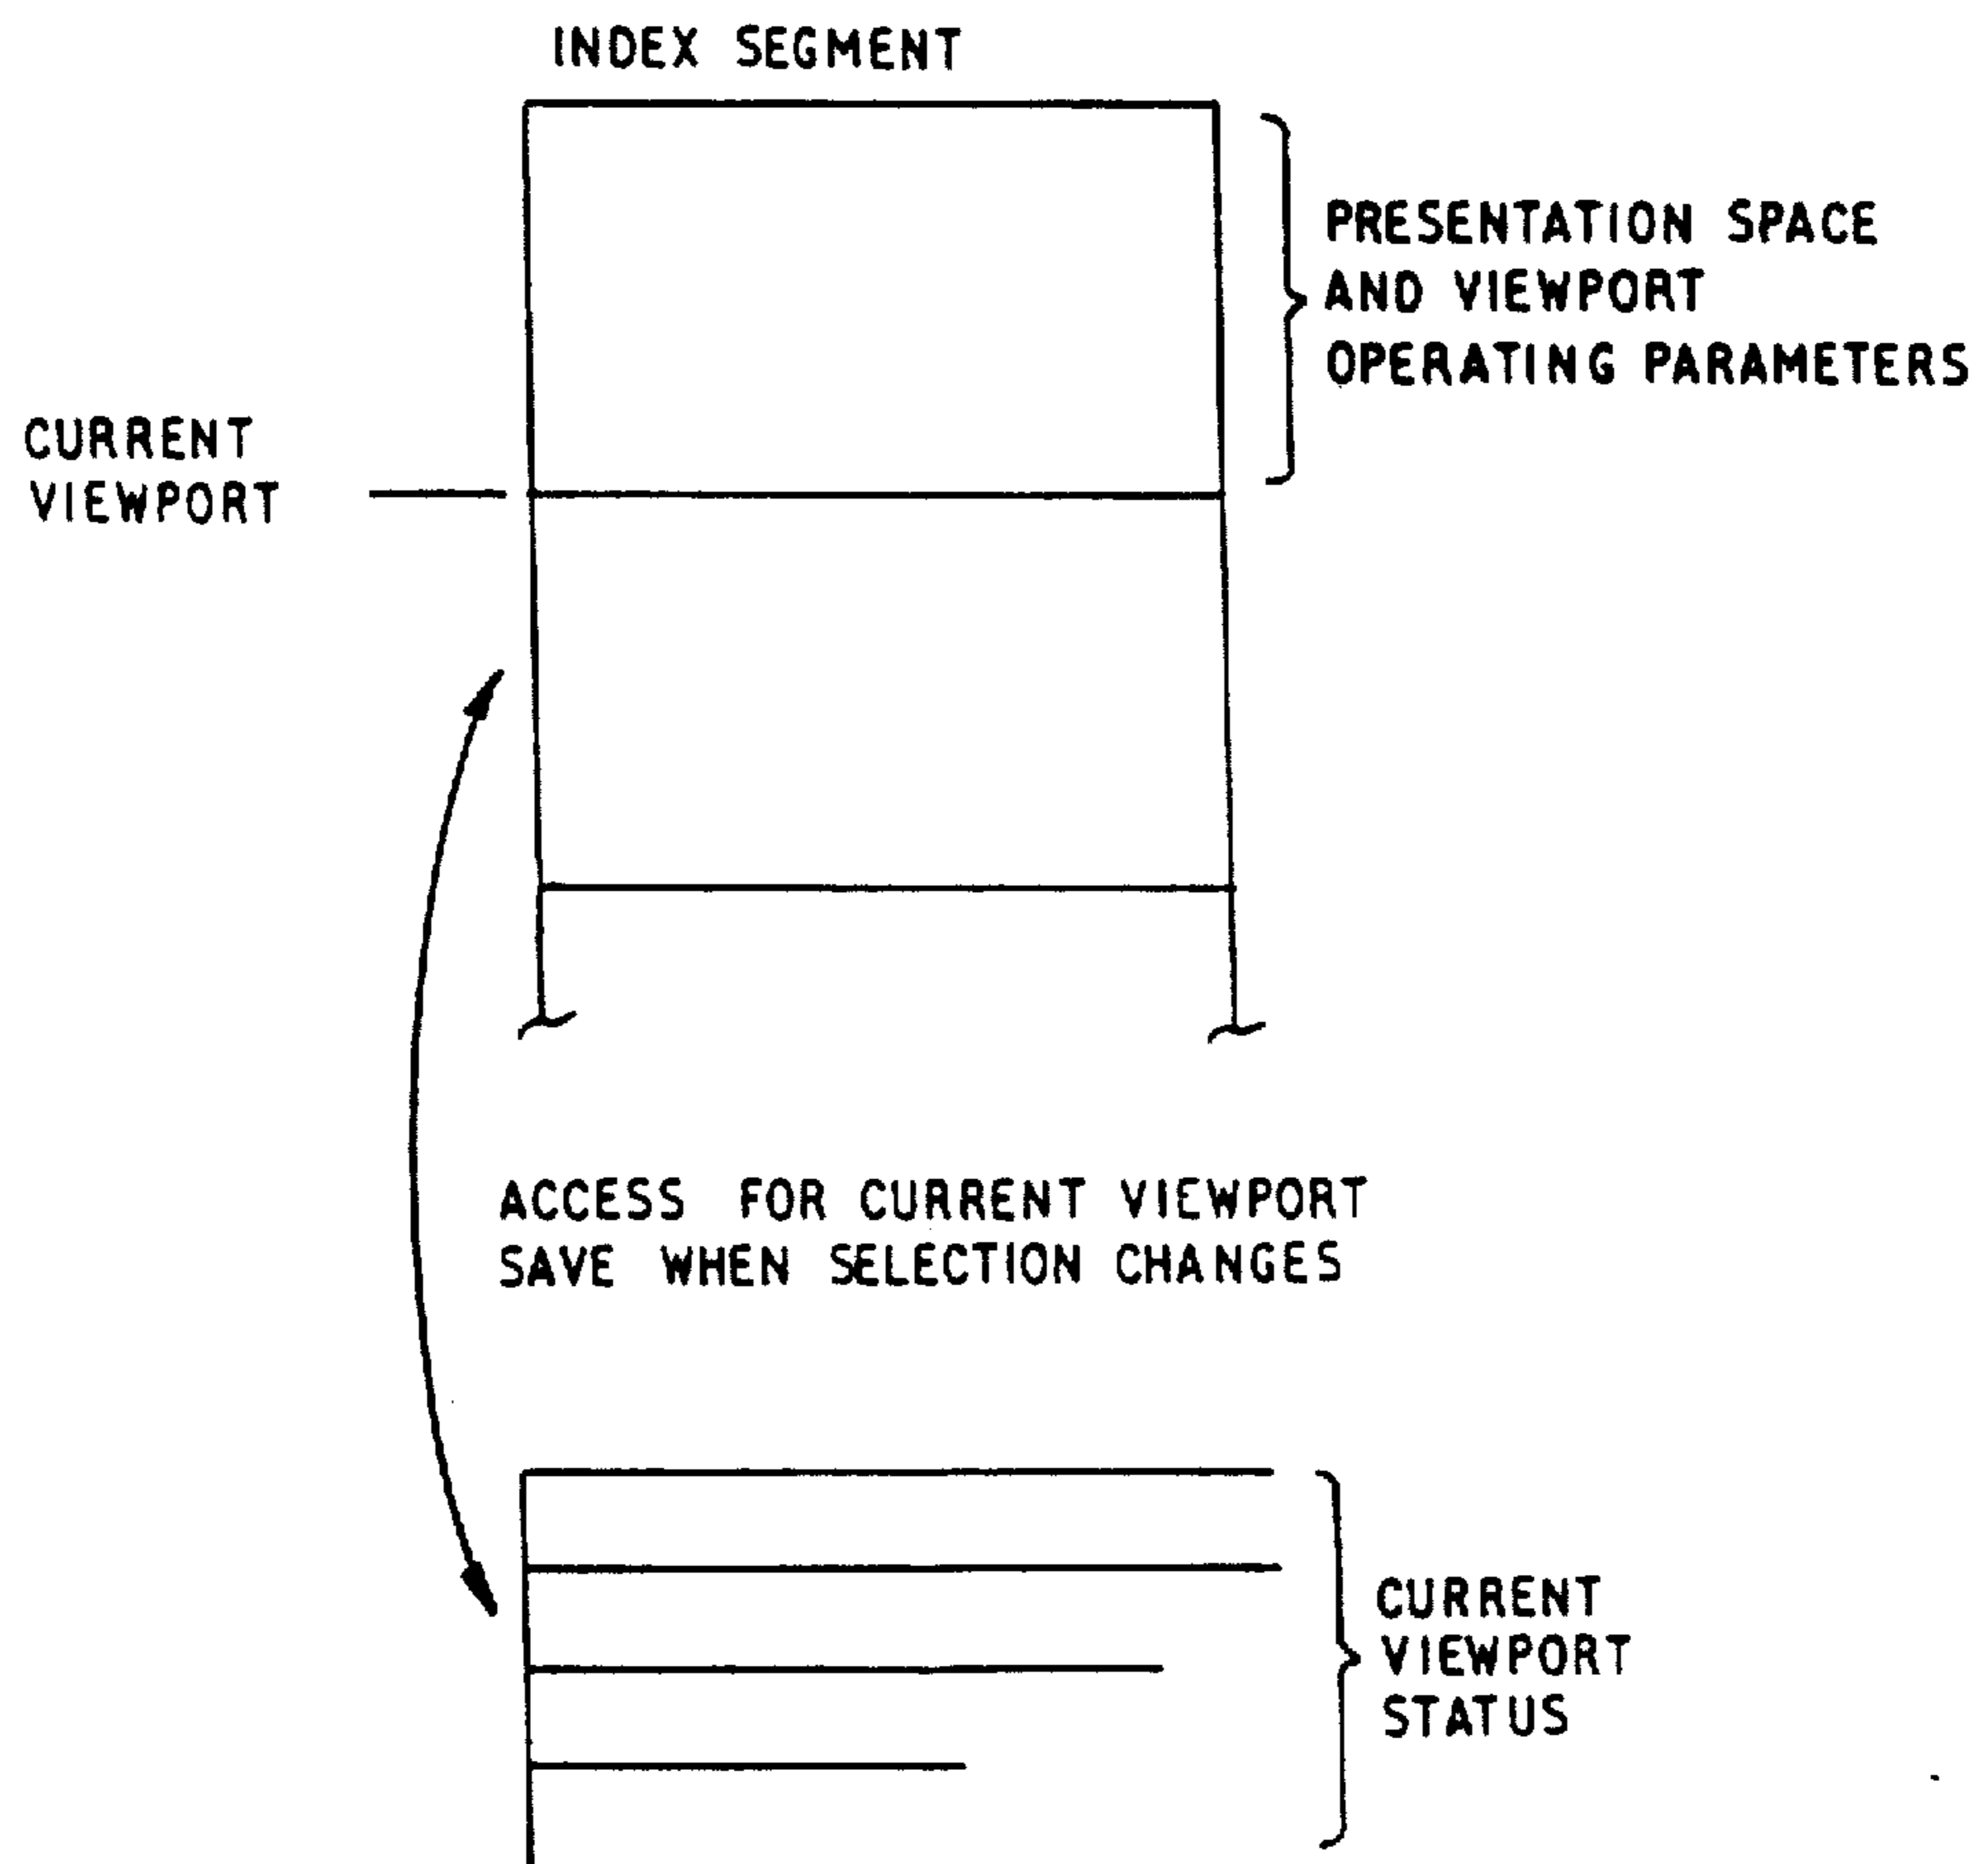 INDEX SEGMENT
PRESENTATION SPACE
AND VIEWPORT
OPERATING PARAMETERS
CURRENT
VIEWPORT
ACCESS FOR CURRENT VIEWPORT
SAVE WHEN SELECTION CHANGES
CURRENT
VIEWPORT
STATUS